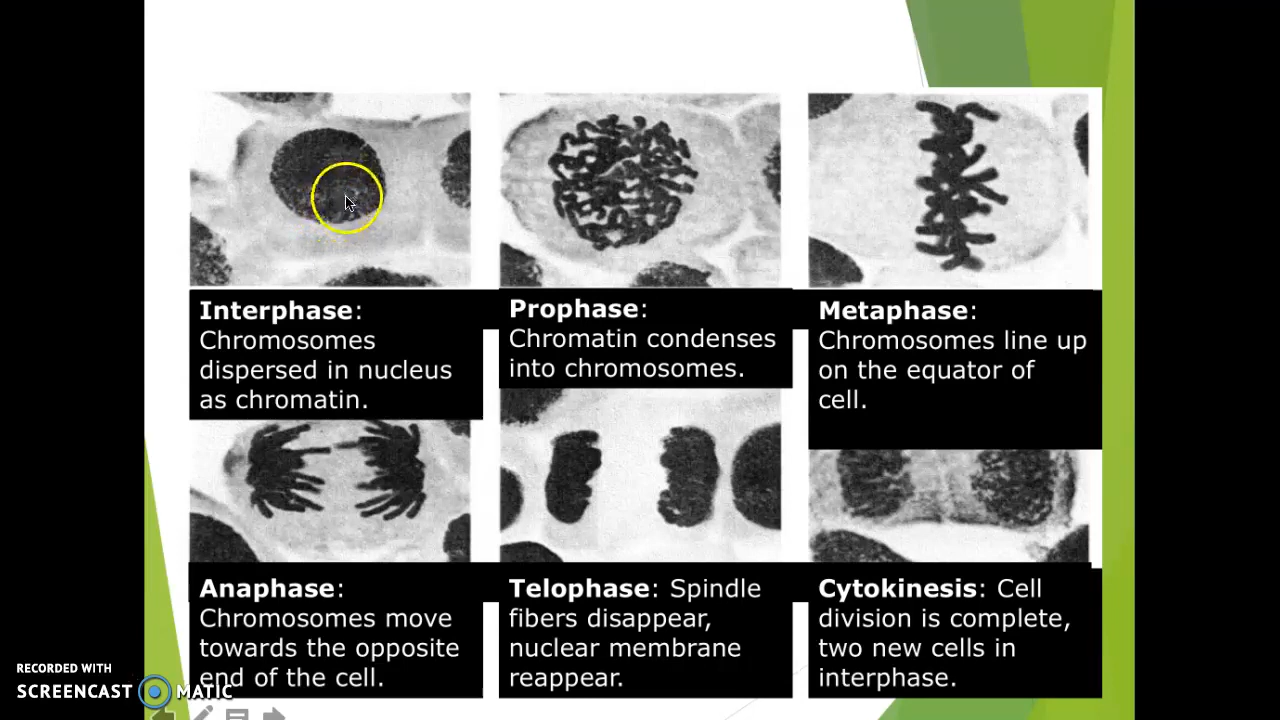 Interphase:
Chromosomes
dispersed in nucleus
as chromatin.
Prophase:
Chromatin condenses
into chromosomes.
Metaphase:
Chromosomes line up
on the equator of
cell.
Anaphase:
Chromosomes move
towards the opposite
end of the cell.
Telophase: Spindle
fibers disappear,
nuclear membrane
reappear.
Cytokinesis: Cell
division is complete,
two new cells in
interphase.
RECORDED WITH
SCREENCAST MATIC